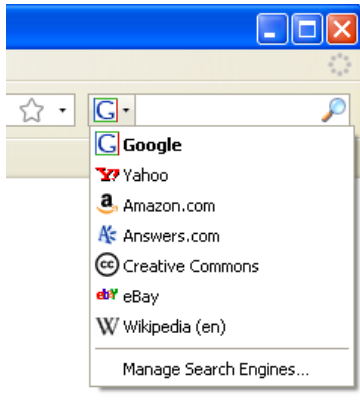 Google
Yahoo
Amazon.com
Answers.com
Creative Commons
eBay
Wikipedia (en)
Manage Search Engines...